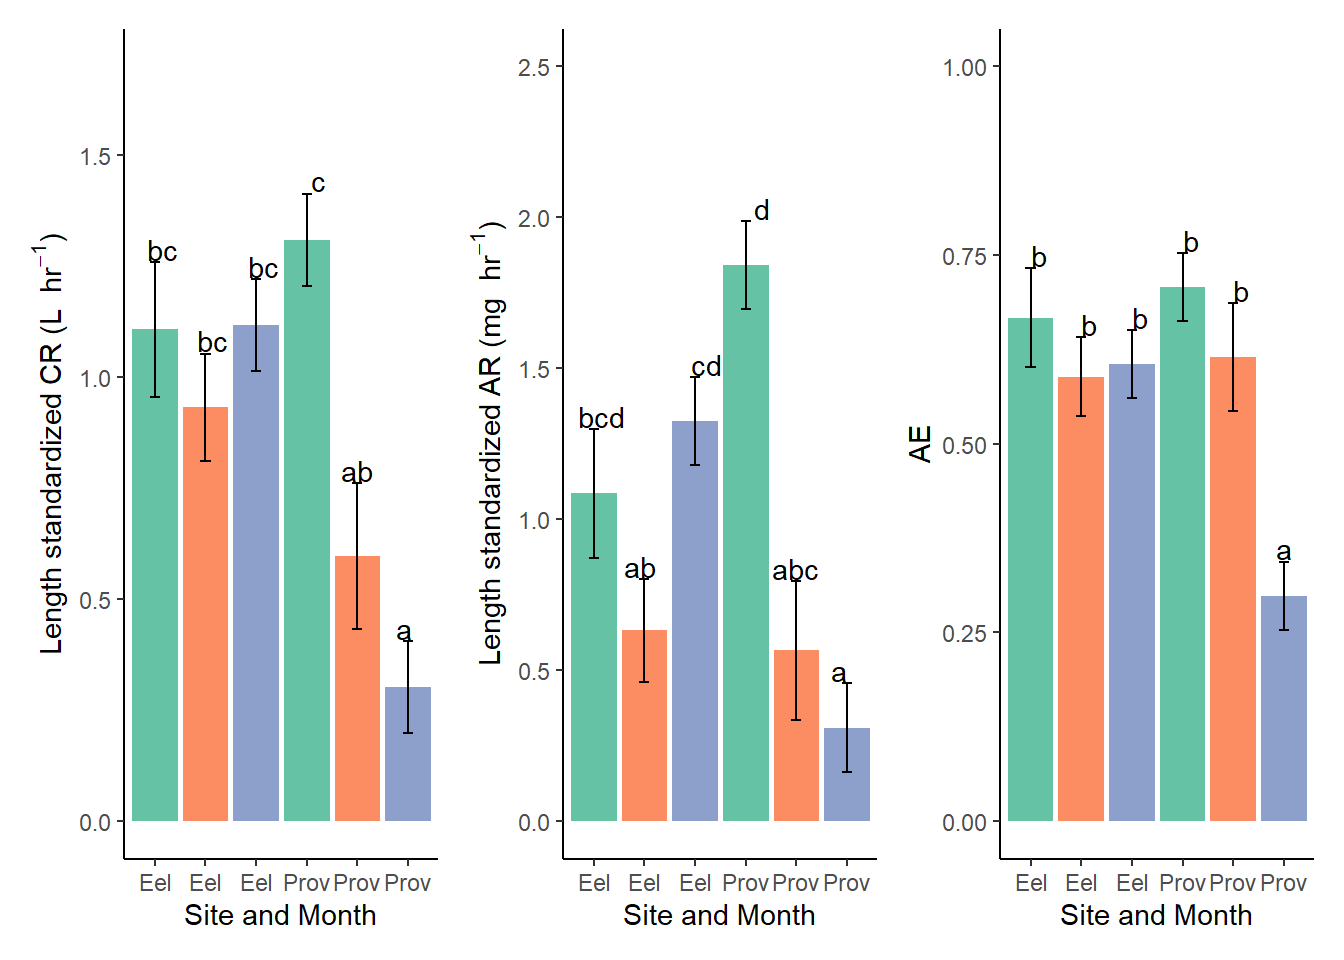 Length standardized CR (L hr⁻¹)
1.5
1.0
0.5
0.0
bc
bc
bc
c
ab
a
Eel Eel Eel Prov Prov Prov
Site and Month
Length standardized AR (mg hr⁻¹)
2.5
2.0
1.5
1.0
0.5
0.0
bcd
ab
cd
d
abc
a
Eel Eel Eel Prov Prov Prov
Site and Month
AE
1.00
0.75
0.50
0.25
0.00
b
b
b
b
b
a
Eel Eel Eel Prov Prov Prov
Site and Month